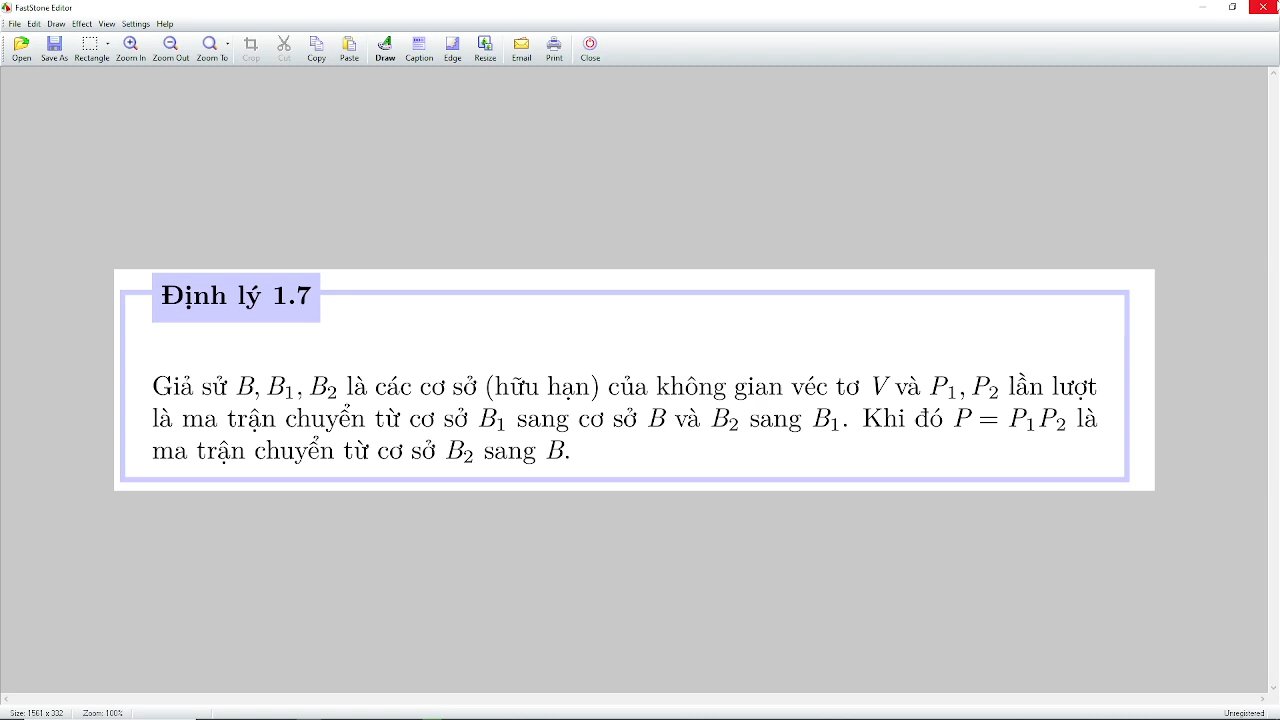 FastStone Editor
File Edit Draw Effect View Settings Help
Open Save As Rectangle Zoom In Zoom Out Zoom To Crop Cut Copy Paste Draw Caption Edge Resize Email Print Close
Định lý 1.7
Giả sử B, B₁, B₂ là các cơ sở (hữu hạn) của không gian véc tơ V và P₁, P₂ lần lượt
là ma trận chuyển từ cơ sở B₁ sang cơ sở B và B₂ sang B₁. Khi đó P = P₁P₂ là
ma trận chuyển từ cơ sở B₂ sang B.
Size: 1561 x 332 Zoom: 100% Unregistered